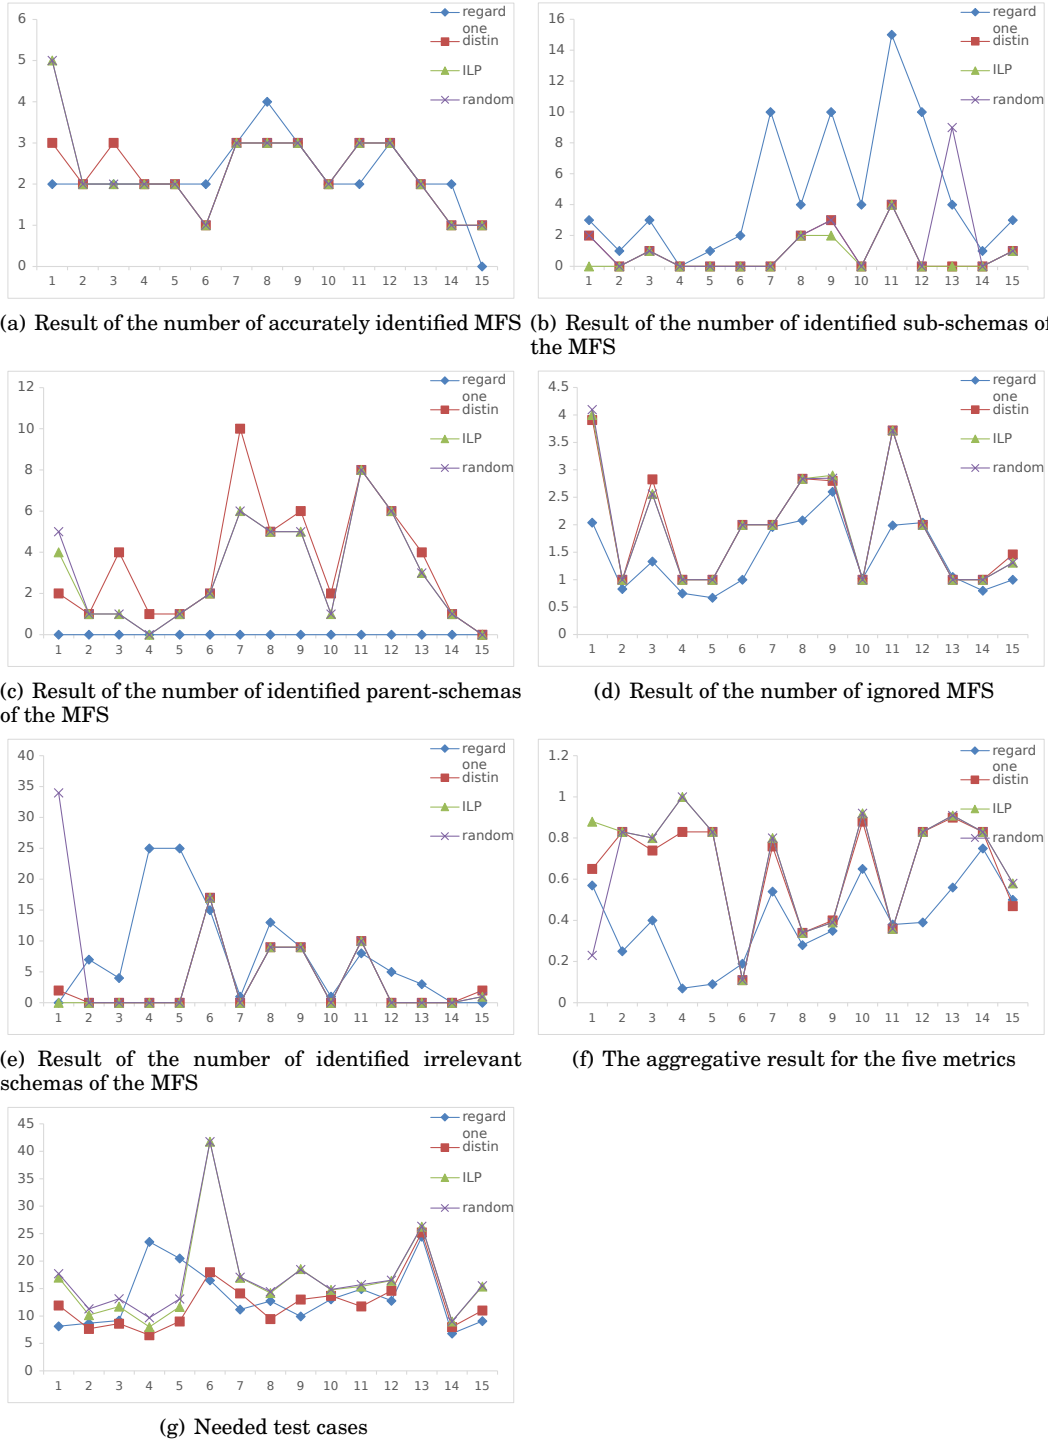 6
5
4
3
2
1
0
1 2 3 4 5 6 7 8 9 10 11 12 13 14 15
regard
one
distin
ILP
random
16
14
12
10
8
6
4
2
0
1 2 3 4 5 6 7 8 9 10 11 12 13 14 15
regard
one
distin
ILP
random
(a) Result of the number of accurately identified MFS
(b) Result of the number of identified sub-schemas of
the MFS
12
10
8
6
4
2
0
1 2 3 4 5 6 7 8 9 10 11 12 13 14 15
regard
one
distin
ILP
random
4.5
4
3.5
3
2.5
2
1.5
1
0.5
0
1 2 3 4 5 6 7 8 9 10 11 12 13 14 15
regard
one
distin
ILP
random
(c) Result of the number of identified parent-schemas
of the MFS
(d) Result of the number of ignored MFS
40
35
30
25
20
15
10
5
0
1 2 3 4 5 6 7 8 9 10 11 12 13 14 15
regard
one
distin
ILP
random
1.2
1
0.8
0.6
0.4
0.2
0
1 2 3 4 5 6 7 8 9 10 11 12 13 14 15
regard
one
distin
ILP
random
(e) Result of the number of identified irrelevant
schemas of the MFS
(f) The aggregative result for the five metrics
45
40
35
30
25
20
15
10
5
0
1 2 3 4 5 6 7 8 9 10 11 12 13 14 15
regard
one
distin
ILP
random
(g) Needed test cases